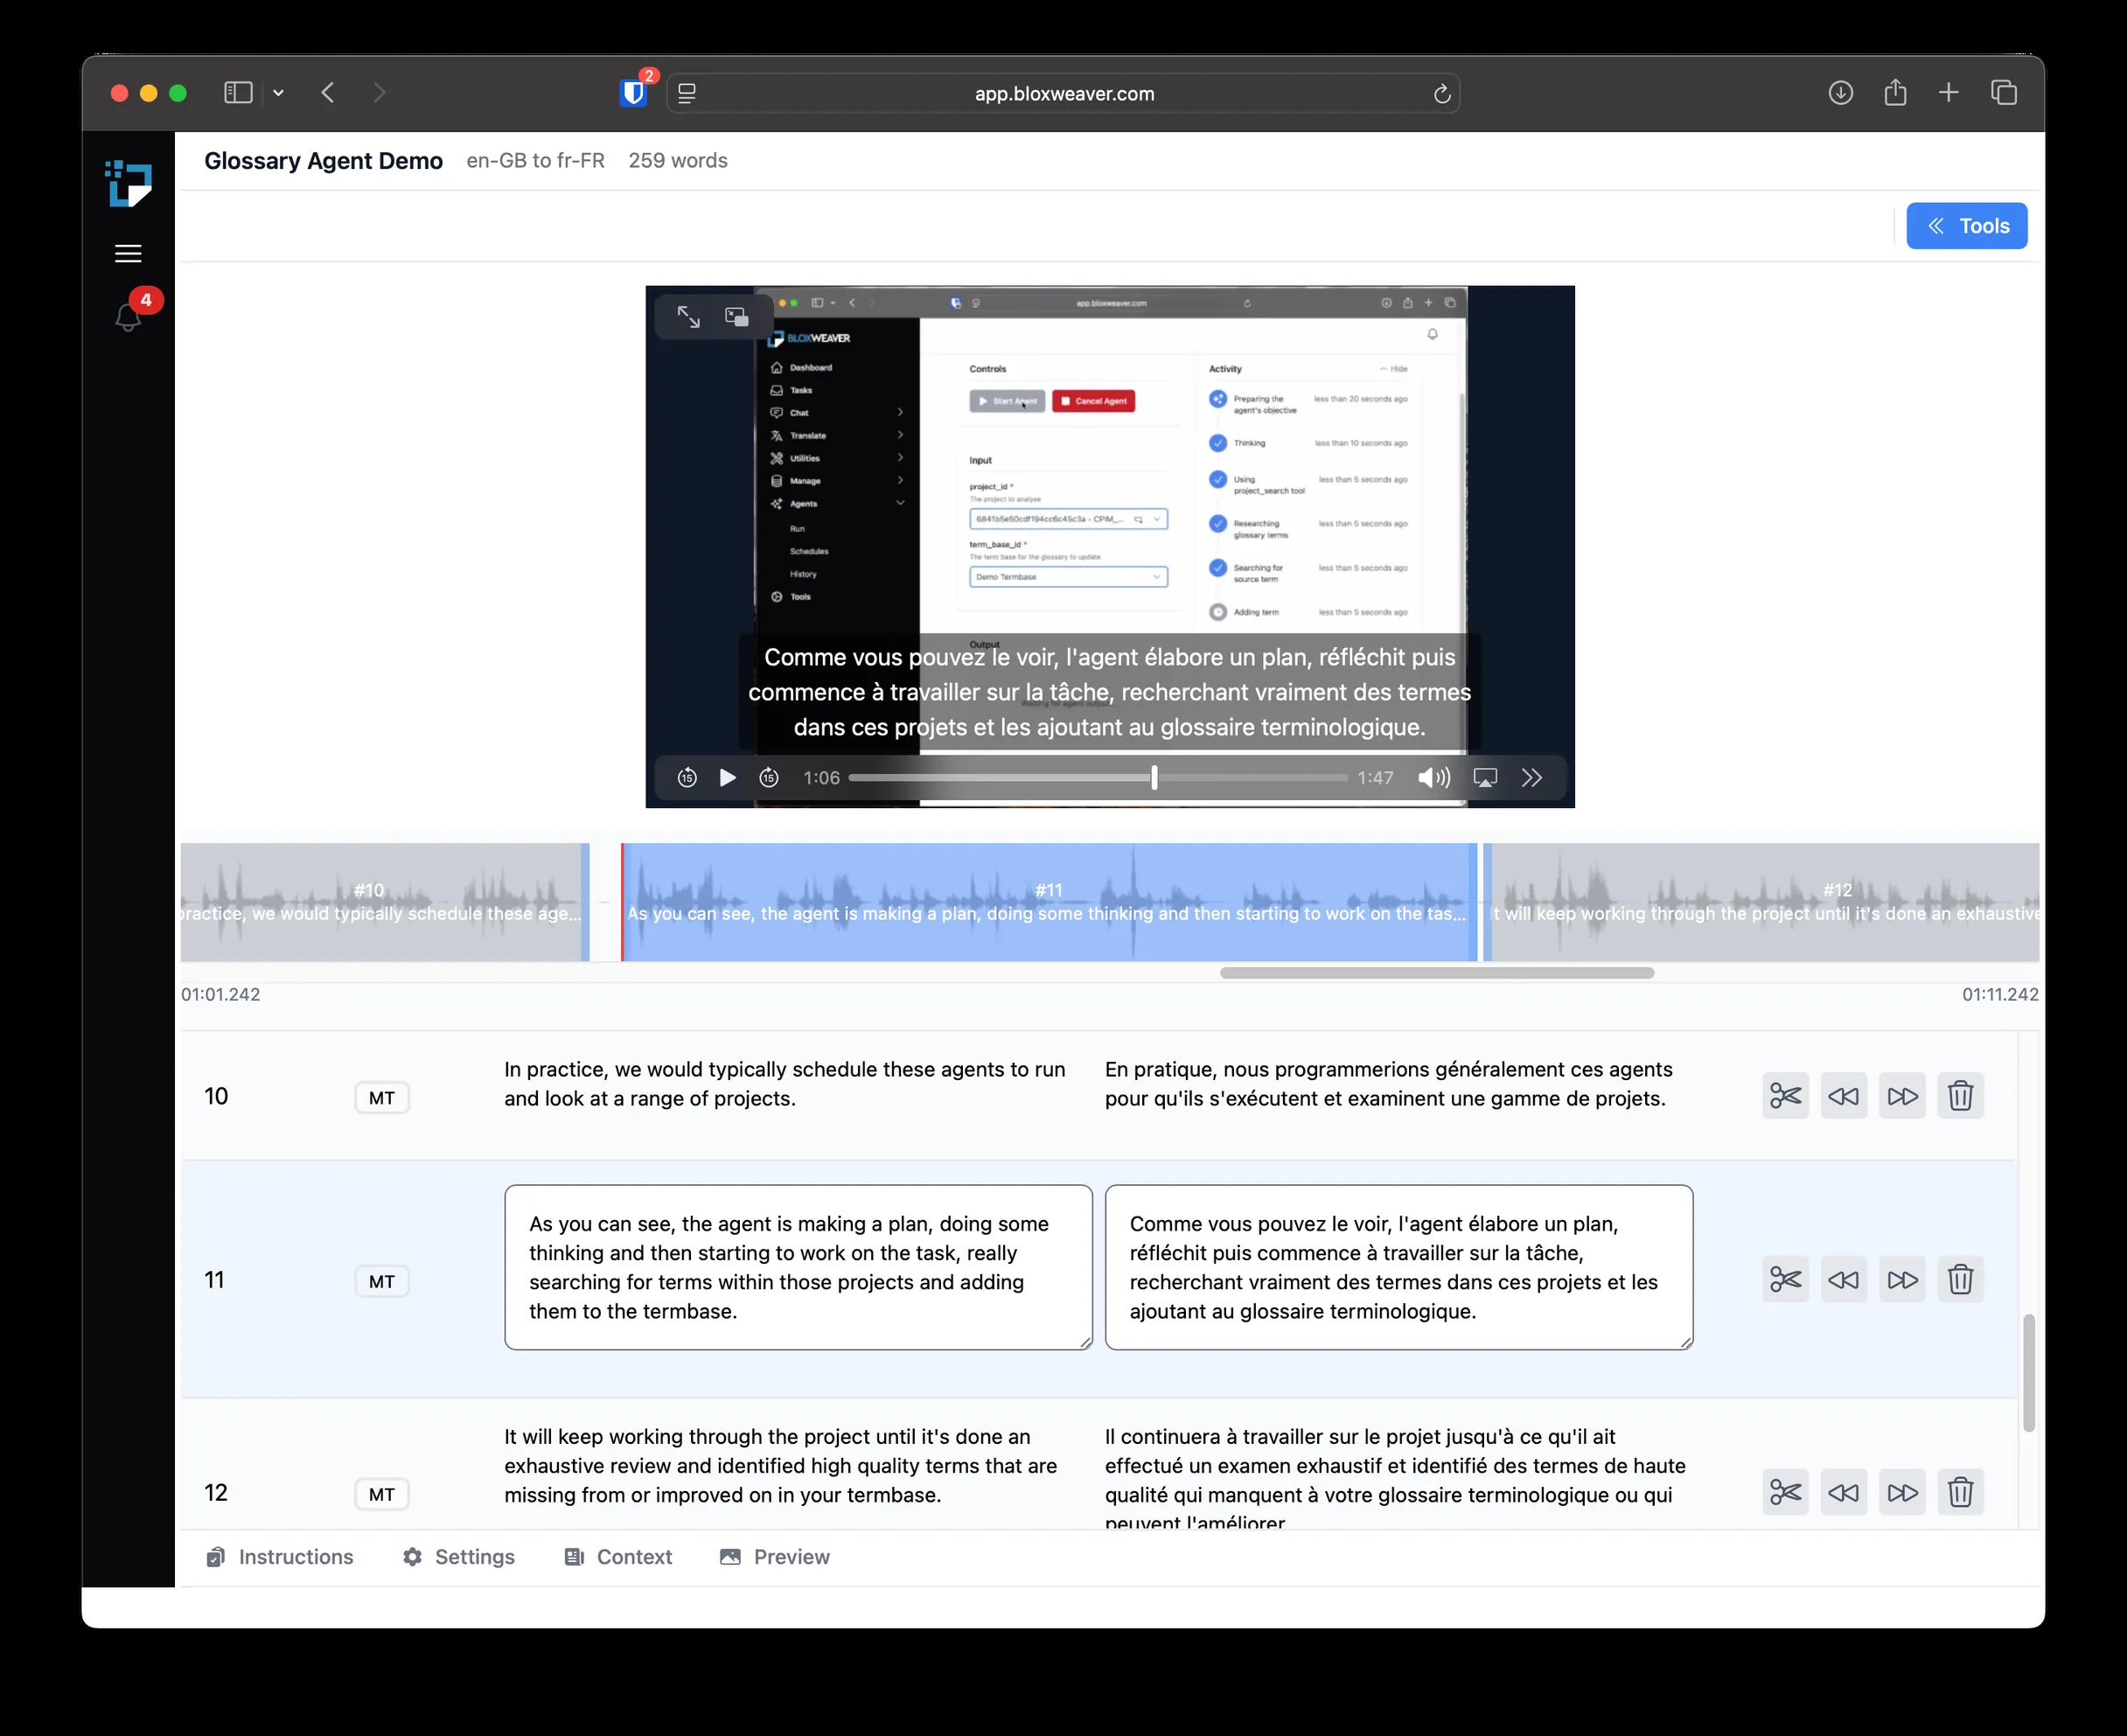 2
app.bloxweaver.com
Glossary Agent Demo en-GB to fr-FR 259 words
4
Tools
app.bloxweaver.com
BLOXWEAVER
Dashboard
Tasks
Chat
Translate
Utilities
Manage
Agents
Run
Schedules
History
Tools
Controls
Start Agent Cancel Agent
Input
project_id *
The project to analyse
6841b5e50cdf194cc6c45c3a - CPIM_...
term_base_id *
The term base for the glossary to update
Demo Termbase
Output
Activity Hide
Preparing the less than 20 seconds ago
agent's objective
Thinking less than 10 seconds ago
Using less than 5 seconds ago
project_search tool
Researching less than 5 seconds ago
glossary terms
Searching for less than 5 seconds ago
source term
Adding term less than 5 seconds ago
Comme vous pouvez le voir, l'agent élabore un plan, réfléchit puis
commence à travailler sur la tâche, recherchant vraiment des termes
dans ces projets et les ajoutant au glossaire terminologique.
15 15 1:06 1:47
#10
practice, we would typically schedule these age...
#11
As you can see, the agent is making a plan, doing some thinking and then starting to work on the tas...
#12
t will keep working through the project until it's done an exhaustive
01:01.242 01:11.242
10
MT
In practice, we would typically schedule these agents to run
and look at a range of projects.
En pratique, nous programmerions généralement ces agents
pour qu'ils s'exécutent et examinent une gamme de projets.
11
MT
As you can see, the agent is making a plan, doing some
thinking and then starting to work on the task, really
searching for terms within those projects and adding
them to the termbase.
Comme vous pouvez le voir, l'agent élabore un plan,
réfléchit puis commence à travailler sur la tâche,
recherchant vraiment des termes dans ces projets et les
ajoutant au glossaire terminologique.
12
MT
It will keep working through the project until it's done an
exhaustive review and identified high quality terms that are
missing from or improved on in your termbase.
Il continuera à travailler sur le projet jusqu'à ce qu'il ait
effectué un examen exhaustif et identifié des termes de haute
qualité qui manquent à votre glossaire terminologique ou qui
peuvent l'améliorer
Instructions Settings Context Preview